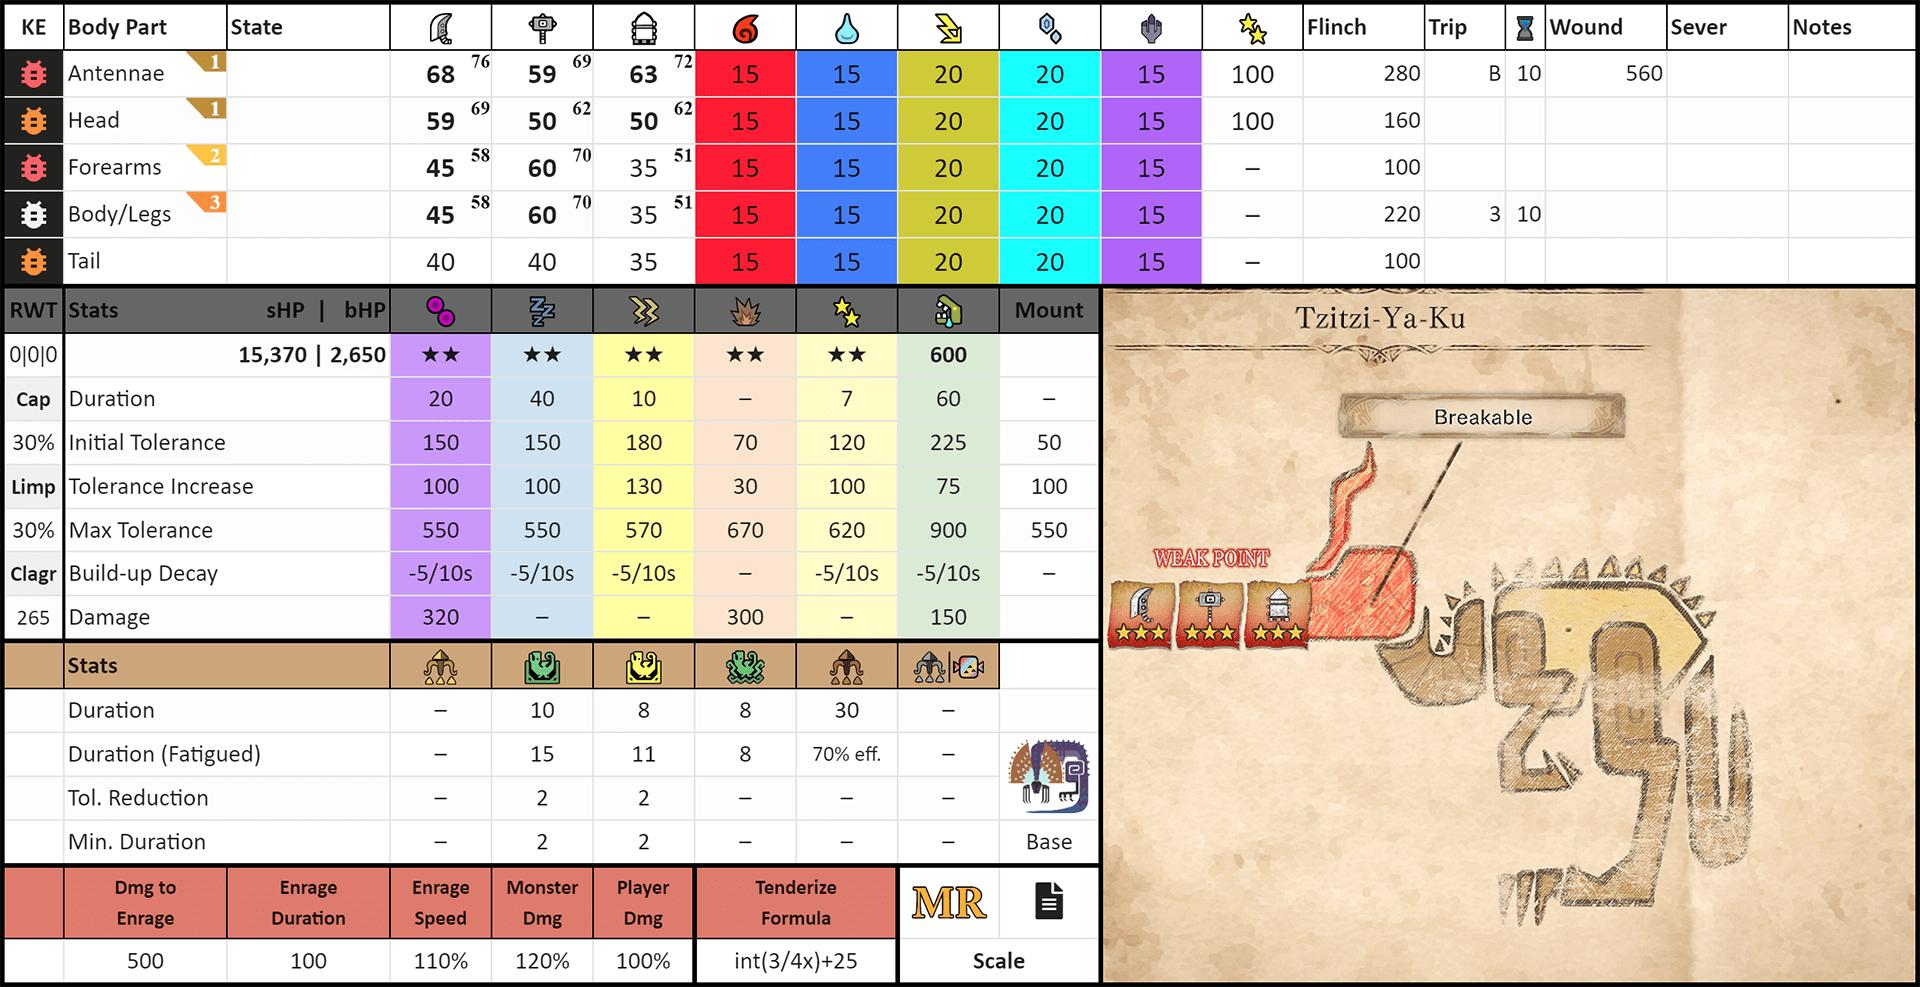 KE Body Part State Flinch Trip Wound Sever Notes
Antennae 1 68 76 59 69 63 72 15 15 20 20 15 100 280 B 10 560
Head 1 59 69 50 62 50 62 15 15 20 20 15 100 160
Forearms 2 45 58 60 70 35 51 15 15 20 20 15 – 100
Body/Legs 3 45 58 60 70 35 51 15 15 20 20 15 – 220 3 10
Tail 40 40 35 15 15 20 20 15 – 100
RWT Stats sHP | bHP Mount
0|0|0 15,370 | 2,650 ★★ ★★ ★★ ★★ ★★ 600
Cap Duration 20 40 10 – 7 60 –
30% Initial Tolerance 150 150 180 70 120 225 50
Limp Tolerance Increase 100 100 130 30 100 75 100
30% Max Tolerance 550 550 570 670 620 900 550
Clagr Build-up Decay -5/10s -5/10s -5/10s – -5/10s -5/10s –
265 Damage 320 – – 300 – 150
Stats
Duration – 10 8 8 30 –
Duration (Fatigued) – 15 11 8 70% eff. –
Tol. Reduction – 2 2 – – –
Min. Duration – 2 2 – – – Base
Dmg to Enrage Enrage Duration Enrage Speed Monster Dmg Player Dmg Tenderize Formula MR
500 100 110% 120% 100% int(3/4x)+25 Scale
Tzitzi-Ya-Ku
Breakable
WEAK POINT